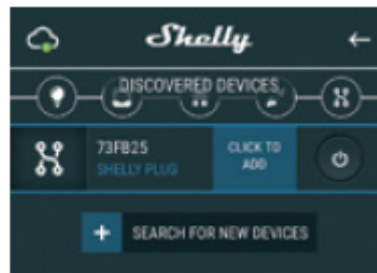 Shelly
DISCOVERED DEVICES
73FB25
SHELLY PLUG
CLICK TO
ADD
SEARCH FOR NEW DEVICES